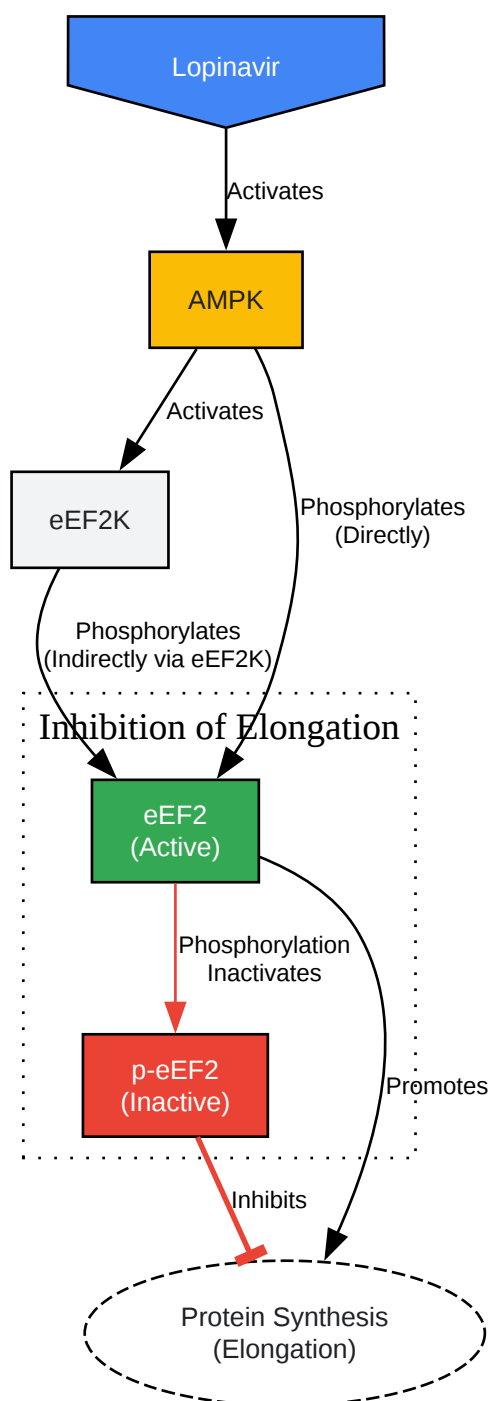 Lopinavir
Activates
AMPK
Activates
eEF2K
Phosphorylates
(Directly)
Phosphorylates
(Indirectly via eEF2K)
Inhibition of Elongation
eEF2
(Active)
Phosphorylation
Inactivates
p-eEF2
(Inactive)
Promotes
Inhibits
Protein Synthesis
(Elongation)